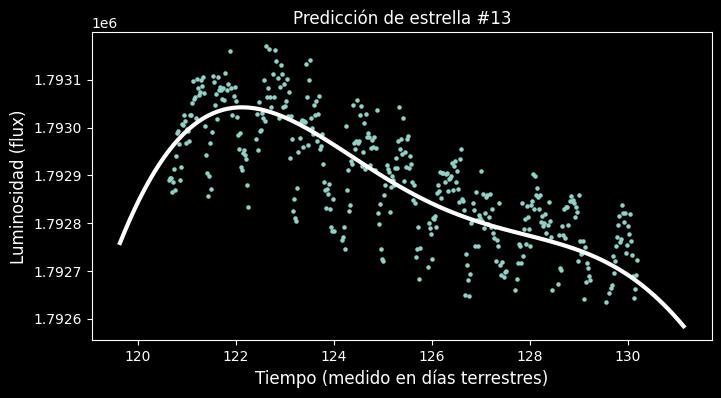 Predicción de estrella #13
1e6
Luminosidad (flux)
1.7931
1.7930
1.7929
1.7928
1.7927
1.7926
120 122 124 126 128 130
Tiempo (medido en días terrestres)